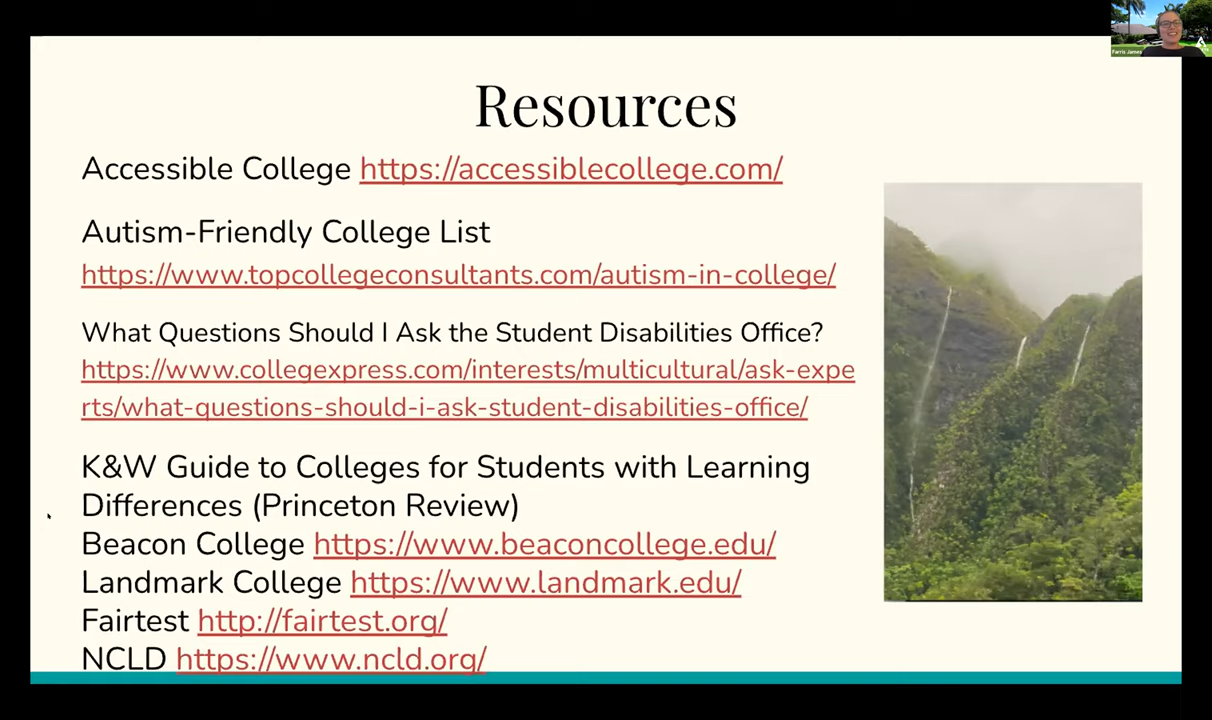 Resources
Accessible College https://accessiblecollege.com/
Autism-Friendly College List
https://www.topcollegeconsultants.com/autism-in-college/
What Questions Should I Ask the Student Disabilities Office?
https://www.collegexpress.com/interests/multicultural/ask-expe
rts/what-questions-should-i-ask-student-disabilities-office/
K&W Guide to Colleges for Students with Learning
Differences (Princeton Review)
Beacon College https://www.beaconcollege.edu/
Landmark College https://www.landmark.edu/
Fairtest http://fairtest.org/
NCLD https://www.ncld.org/
Farris James